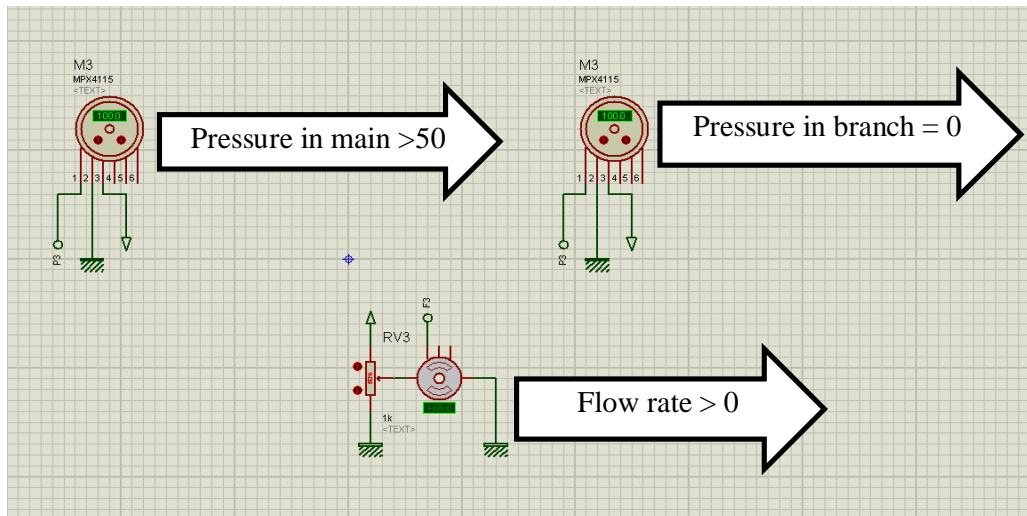 M3
MPX4115
<TEXT>
100.0
1 2 3 4 5 6
P3
Pressure in main >50
M3
MPX4115
<TEXT>
100.0
1 2 3 4 5 6
P3
Pressure in branch = 0
F3
RV3
1k
<TEXT>
Flow rate > 0